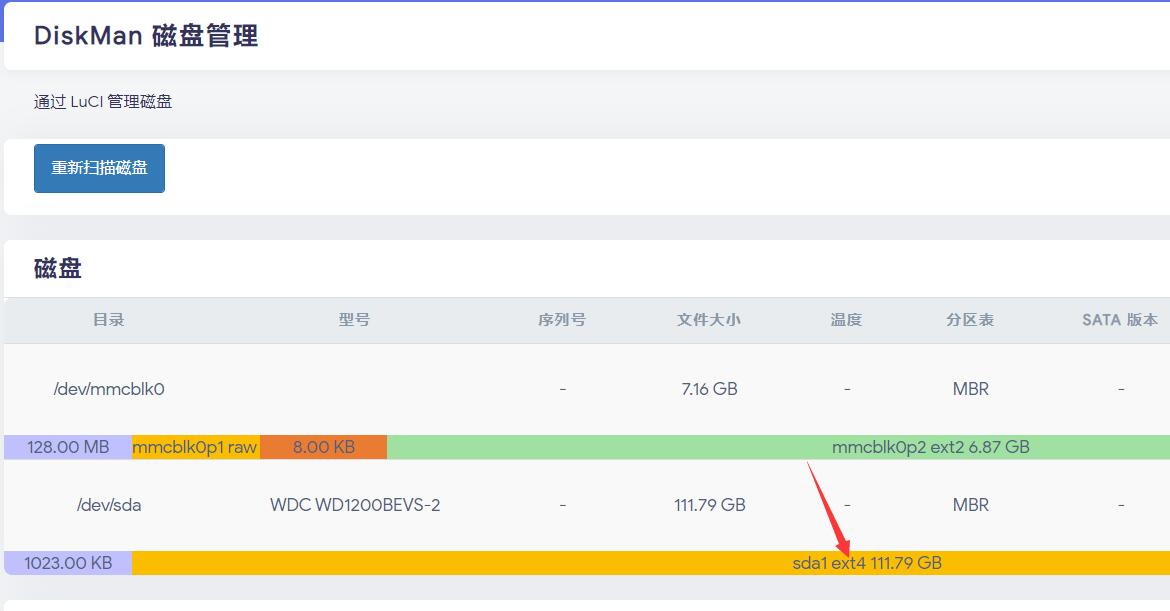 DiskMan 磁盘管理
通过 LuCI 管理磁盘
重新扫描磁盘
磁盘
目录 型号 序列号 文件大小 温度 分区表 SATA 版本
/dev/mmcblk0 - 7.16 GB - MBR -
128.00 MB mmcblk0p1 raw 8.00 KB mmcblk0p2 ext2 6.87 GB
/dev/sda WDC WD1200BEVS-2 - 111.79 GB - MBR -
1023.00 KB sda1 ext4 111.79 GB